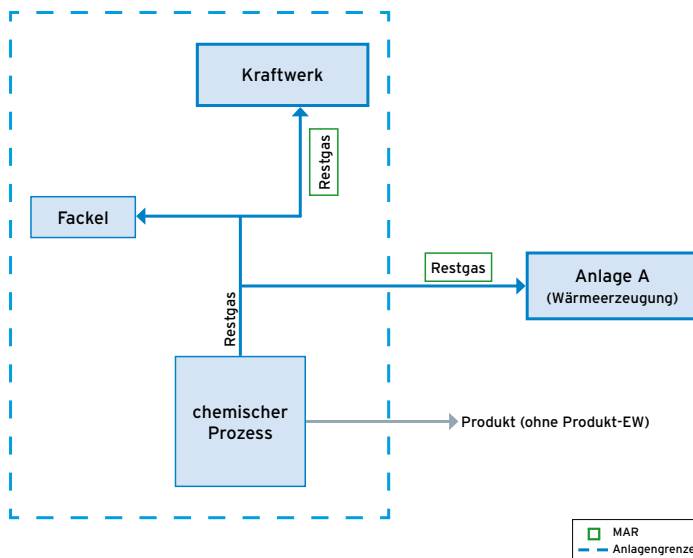 Kraftwerk
Restgas
Fackel
Restgas
Anlage A
(Wärmeerzeugung)
Restgas
chemischer
Prozess
Produkt (ohne Produkt-EW)
MAR
Anlagengrenze